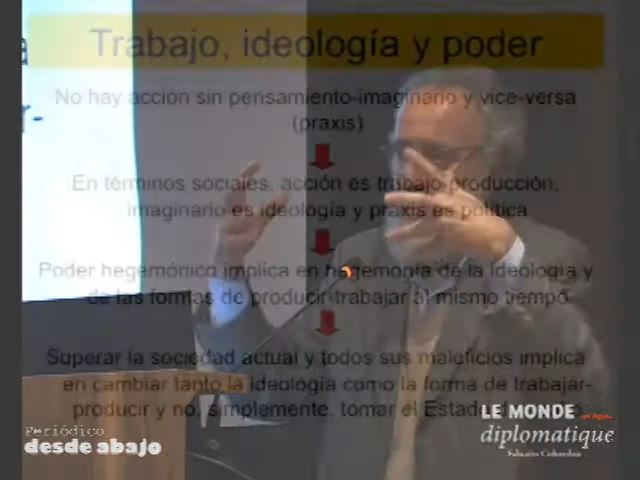 Trabajo, ideología y poder
No hay acción sin pensamiento-imaginario y vice-versa
(praxis)
En términos sociales, acción es trabajo-producción,
imaginario es ideología y praxis es política
Poder hegemónico implica en hegemonía de la Ideología y
de las formas de producir-trabajar al mismo tiempo
Superar la sociedad actual y todos sus maleficios implica
en cambiar tanto la ideología como la forma de trabajar-
producir y no, simplemente, tomar el Estado
Periódico
desde abajo
LE MONDE
diplomatique
Edición Colombia